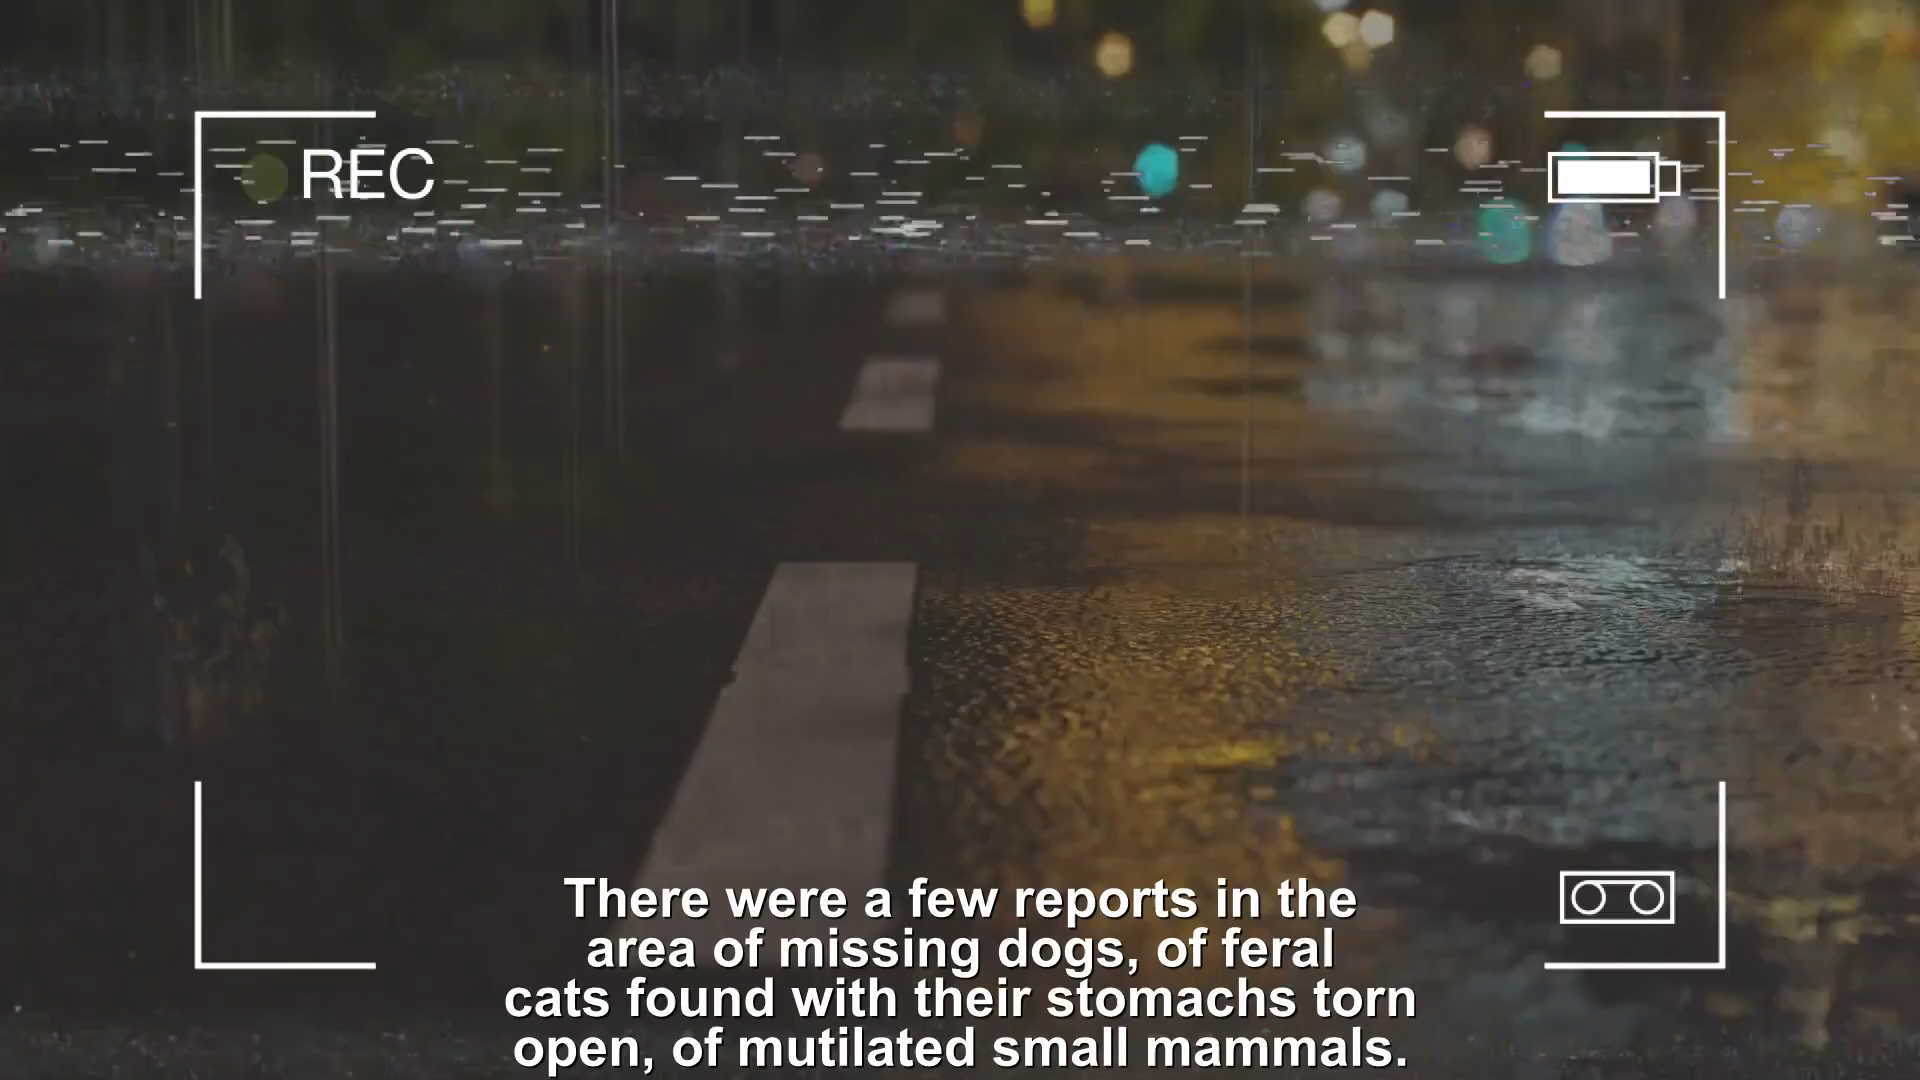 REC
There were a few reports in the
area of missing dogs, of feral
cats found with their stomachs torn
open, of mutilated small mammals.